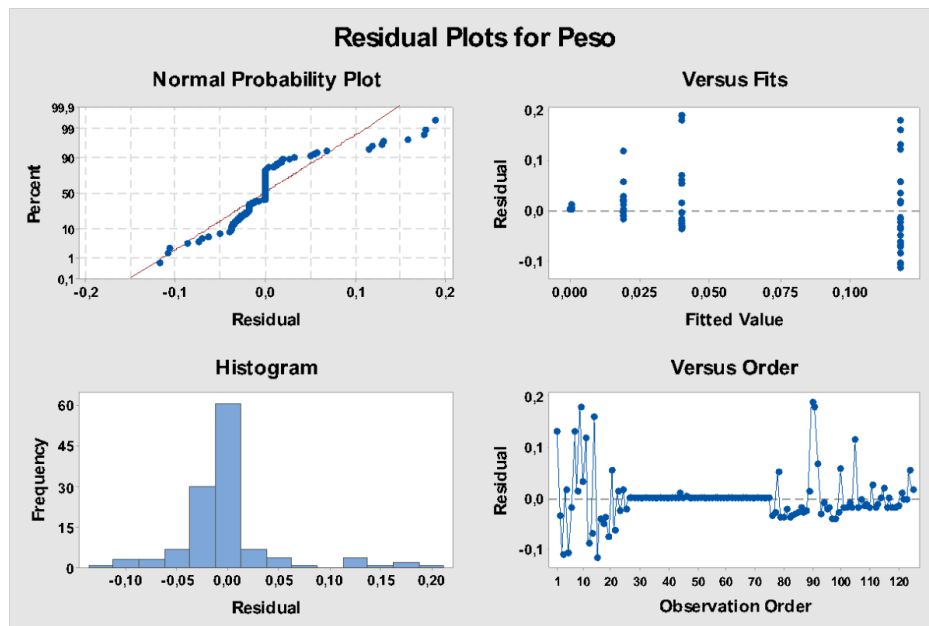 Residual Plots for Peso
Normal Probability Plot
99,9
99
90
50
10
1
0,1
Percent
-0,2 -0,1 0,0 0,1 0,2
Residual
Versus Fits
0,2
0,1
0,0
-0,1
Residual
0,000 0,025 0,050 0,075 0,100
Fitted Value
Histogram
60
45
30
15
0
Frequency
-0,10 -0,05 0,00 0,05 0,10 0,15 0,20
Residual
Versus Order
0,2
0,1
0,0
-0,1
Residual
1 10 20 30 40 50 60 70 80 90 100 110 120
Observation Order